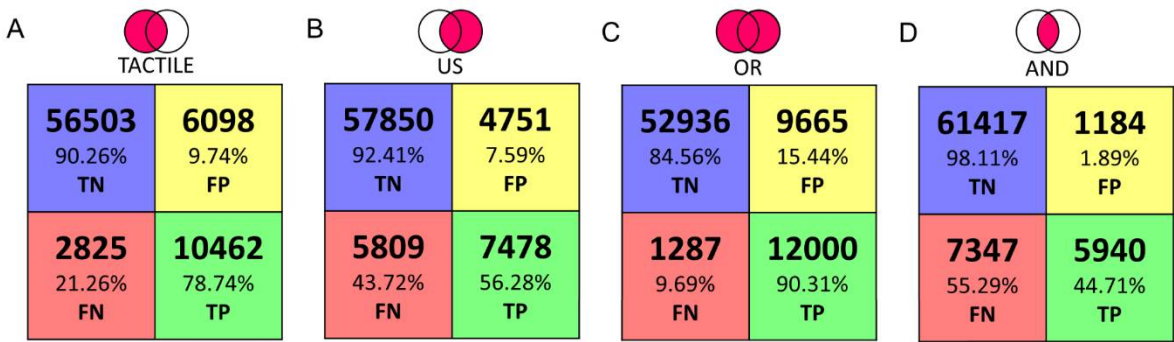 A
TACTILE
56503
90.26%
TN
6098
9.74%
FP
2825
21.26%
FN
10462
78.74%
TP
B
US
57850
92.41%
TN
4751
7.59%
FP
5809
43.72%
FN
7478
56.28%
TP
C
OR
52936
84.56%
TN
9665
15.44%
FP
1287
9.69%
FN
12000
90.31%
TP
D
AND
61417
98.11%
TN
1184
1.89%
FP
7347
55.29%
FN
5940
44.71%
TP